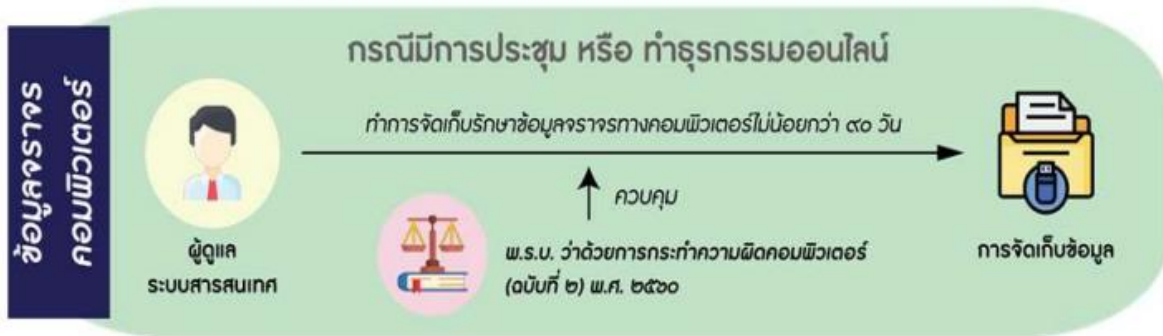 ข้อมูลจราจร
คอมพิวเตอร์
กรณีมีการประชุม หรือ ทำธุรกรรมออนไลน์
ทำการจัดเก็บรักษาข้อมูลจราจรทางคอมพิวเตอร์ไม่น้อยกว่า ๙๐ วัน
ควบคุม
ผู้ดูแล
ระบบสารสนเทศ
พ.ร.บ. ว่าด้วยการกระทำความผิดคอมพิวเตอร์
(ฉบับที่ ๒) พ.ศ. ๒๕๖๐
การจัดเก็บข้อมูล